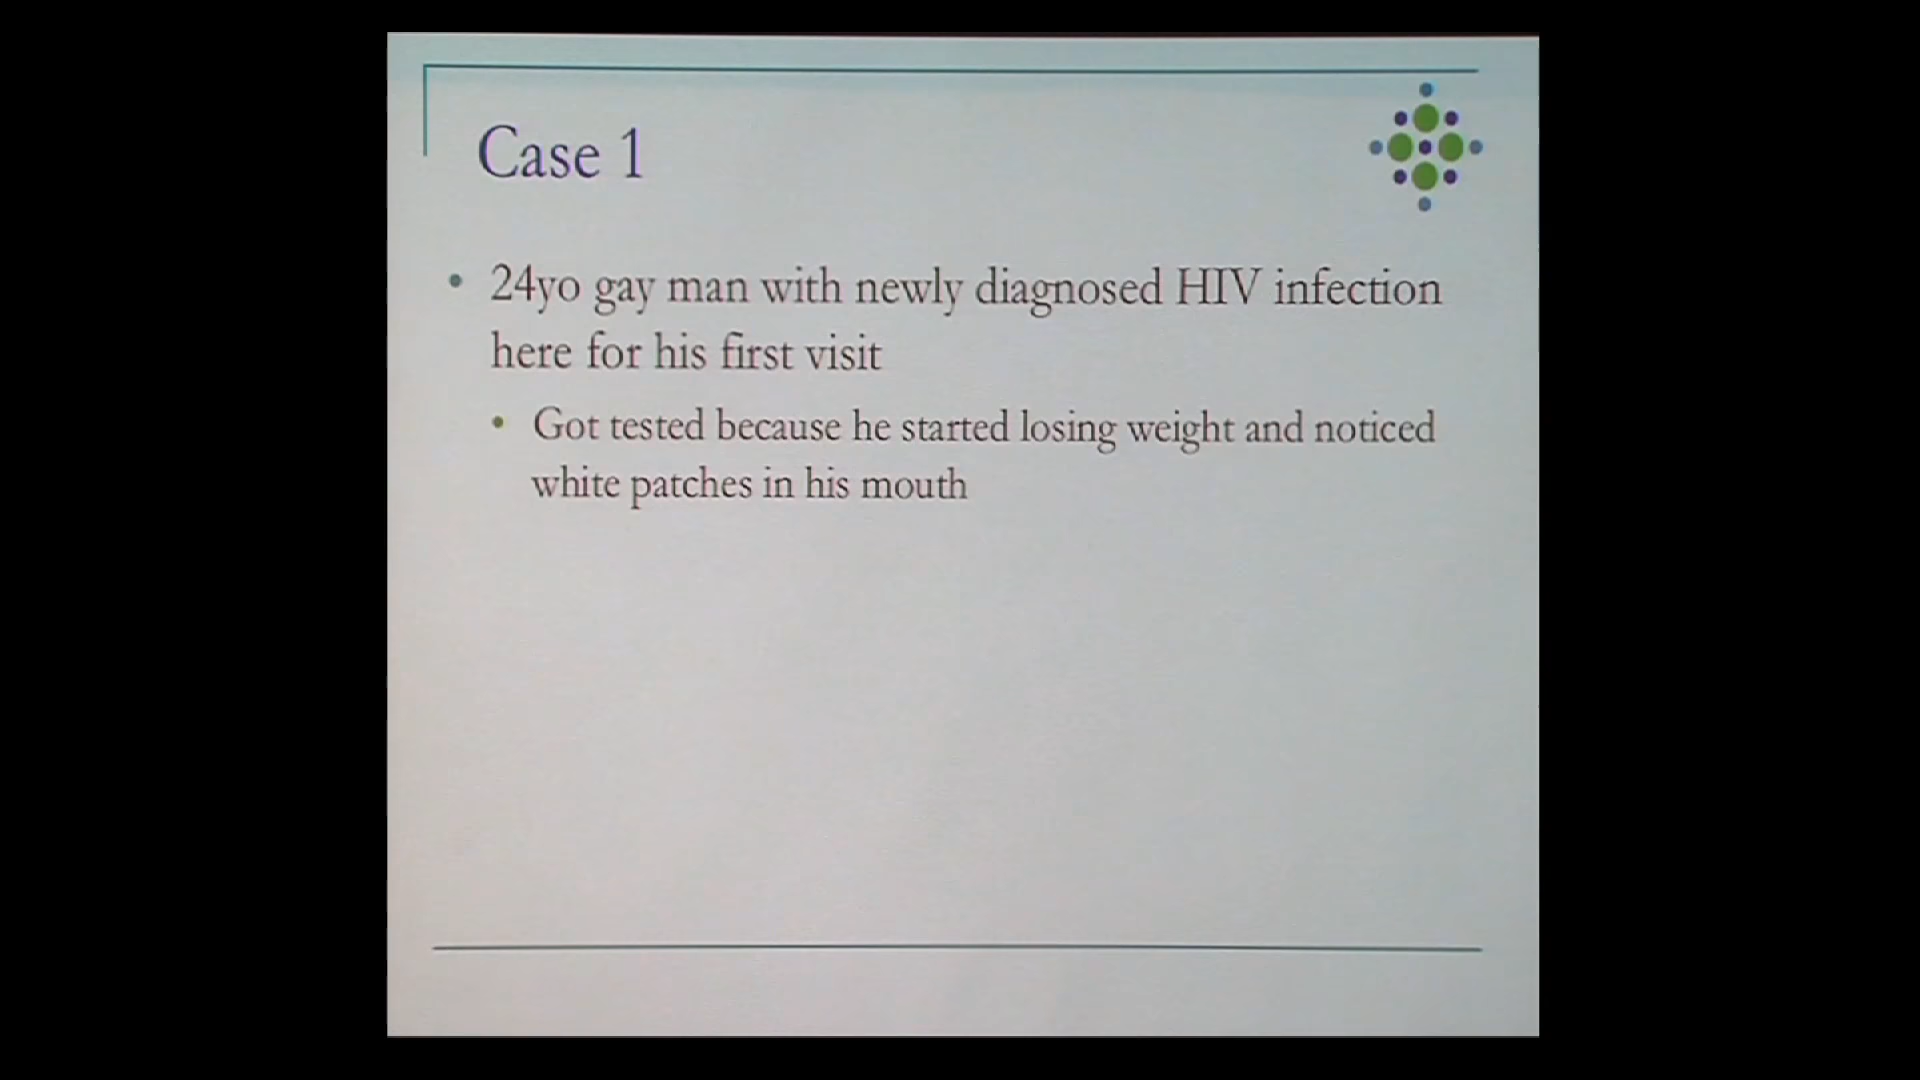 Case 1
• 24yo gay man with newly diagnosed HIV infection
here for his first visit
• Got tested because he started losing weight and noticed
white patches in his mouth